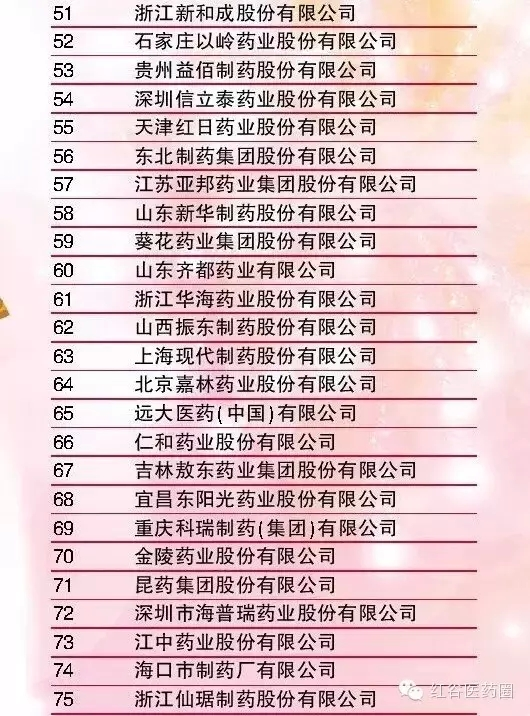 51 浙江新和成股份有限公司
52 石家庄以岭药业股份有限公司
53 贵州益佰制药股份有限公司
54 深圳信立泰药业股份有限公司
55 天津红日药业股份有限公司
56 东北制药集团股份有限公司
57 江苏亚邦药业集团股份有限公司
58 山东新华制药股份有限公司
59 葵花药业集团股份有限公司
60 山东齐都药业有限公司
61 浙江华海药业股份有限公司
62 山西振东制药股份有限公司
63 上海现代制药股份有限公司
64 北京嘉林药业股份有限公司
65 远大医药(中国)有限公司
66 仁和药业股份有限公司
67 吉林敖东药业集团股份有限公司
68 宜昌东阳光药业股份有限公司
69 重庆科瑞制药(集团)有限公司
70 金陵药业股份有限公司
71 昆药集团股份有限公司
72 深圳市海普瑞药业股份有限公司
73 江中药业股份有限公司
74 海口市制药厂有限公司
75 浙江仙琚制药股份有限公司
红谷医药圈